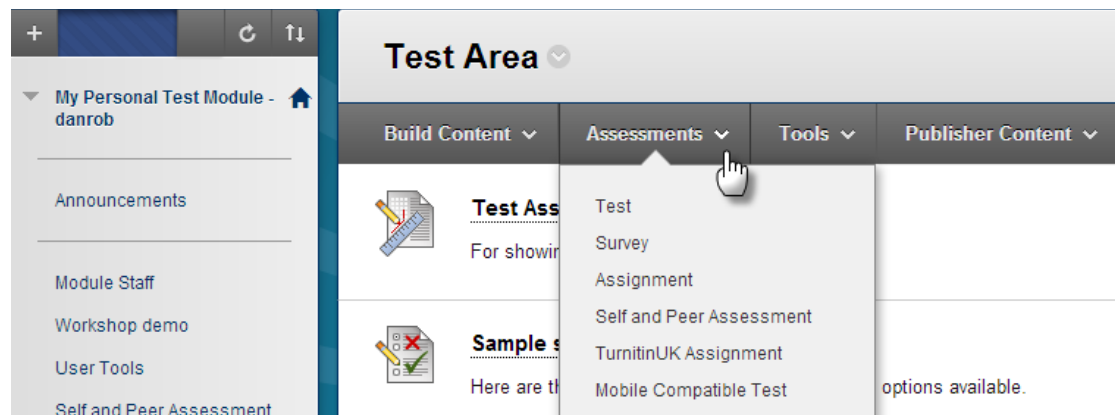 My Personal Test Module -
danrob
Announcements
Module Staff
Workshop demo
User Tools
Self and Peer Assessment
Test Area
Build Content
Assessments
Tools
Publisher Content
Test Ass
For showin
Test
Survey
Assignment
Self and Peer Assessment
TurnitinUK Assignment
Mobile Compatible Test
Sample s
Here are th options available.